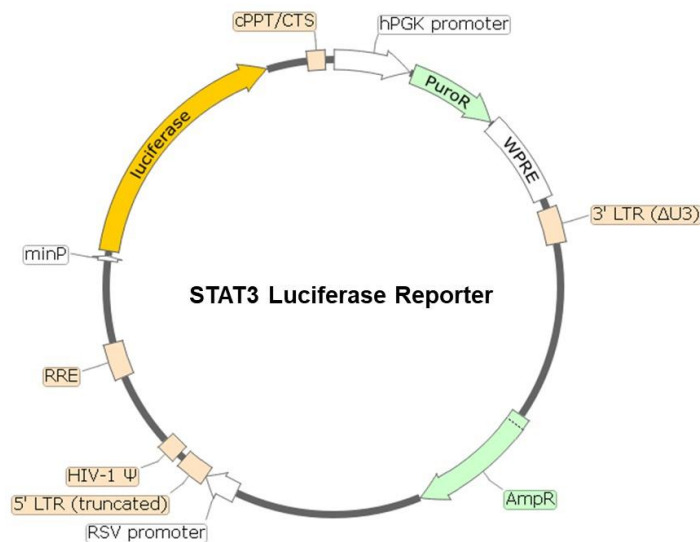 cPPT/CTS
hPGK promoter
PuroR
WPRE
luciferase
3' LTR (ΔU3)
minP
STAT3 Luciferase Reporter
RRE
HIV-1 Ψ
5' LTR (truncated)
RSV promoter
AmpR